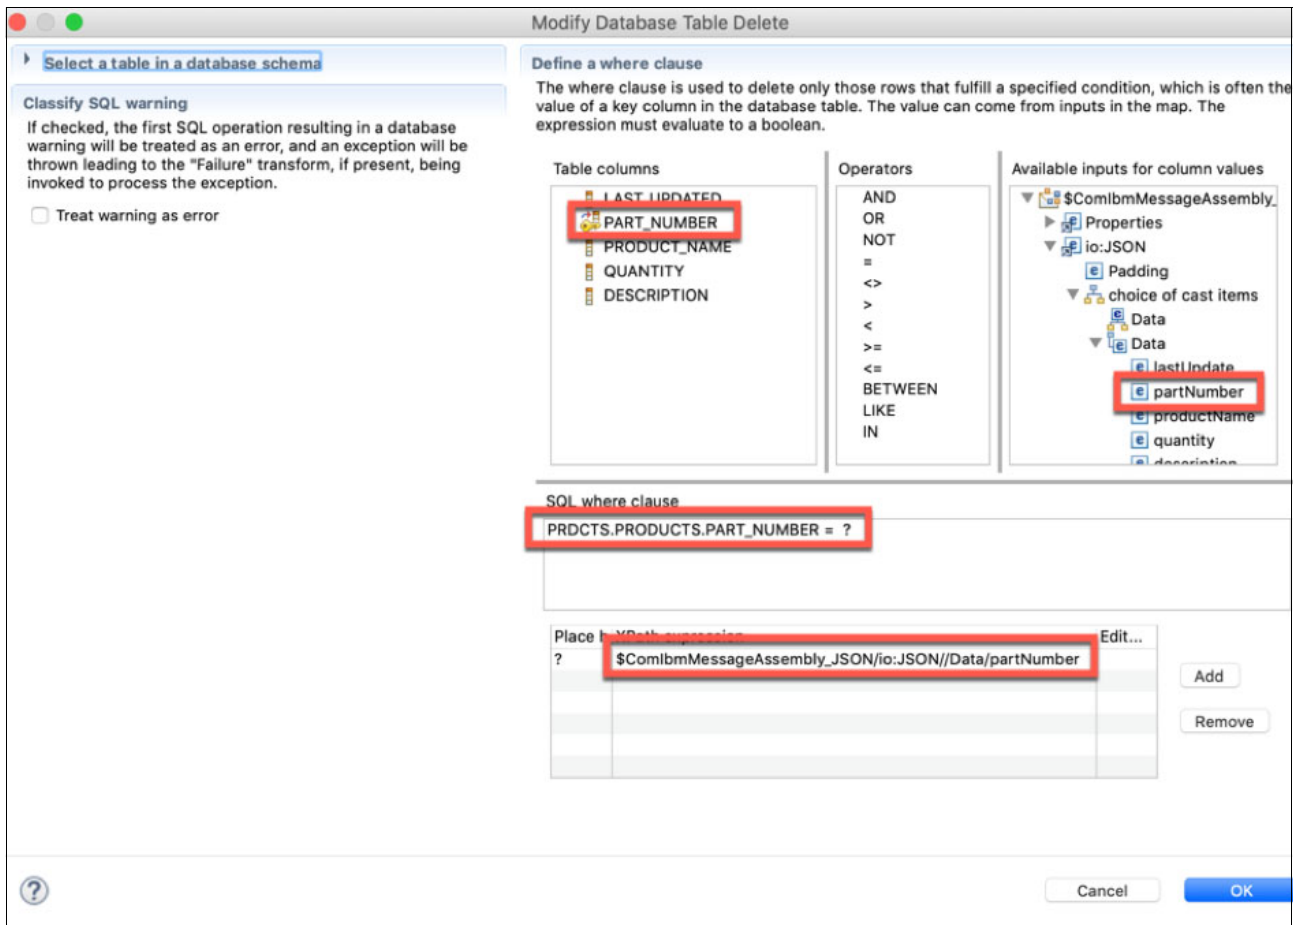 Modify Database Table Delete
Select a table in a database schema
Classify SQL warning
If checked, the first SQL operation resulting in a database
warning will be treated as an error, and an exception will be
thrown leading to the "Failure" transform, if present, being
invoked to process the exception.
Treat warning as error
Define a where clause
The where clause is used to delete only those rows that fulfill a specified condition, which is often the
value of a key column in the database table. The value can come from inputs in the map. The
expression must evaluate to a boolean.
Table columns
LAST_UPDATED
PART_NUMBER
PRODUCT_NAME
QUANTITY
DESCRIPTION
Operators
AND
OR
NOT
=
<>
>
<
>=
<=
BETWEEN
LIKE
IN
Available inputs for column values
$ComIbmMessageAssembly_
Properties
io:JSON
Padding
choice of cast items
Data
Data
lastUpdate
partNumber
productName
quantity
description
SQL where clause
PRDCTS.PRODUCTS.PART_NUMBER = ?
Place h XPath expression Edit...
? $ComIbmMessageAssembly_JSON/io:JSON//Data/partNumber
Add
Remove
Cancel
OK